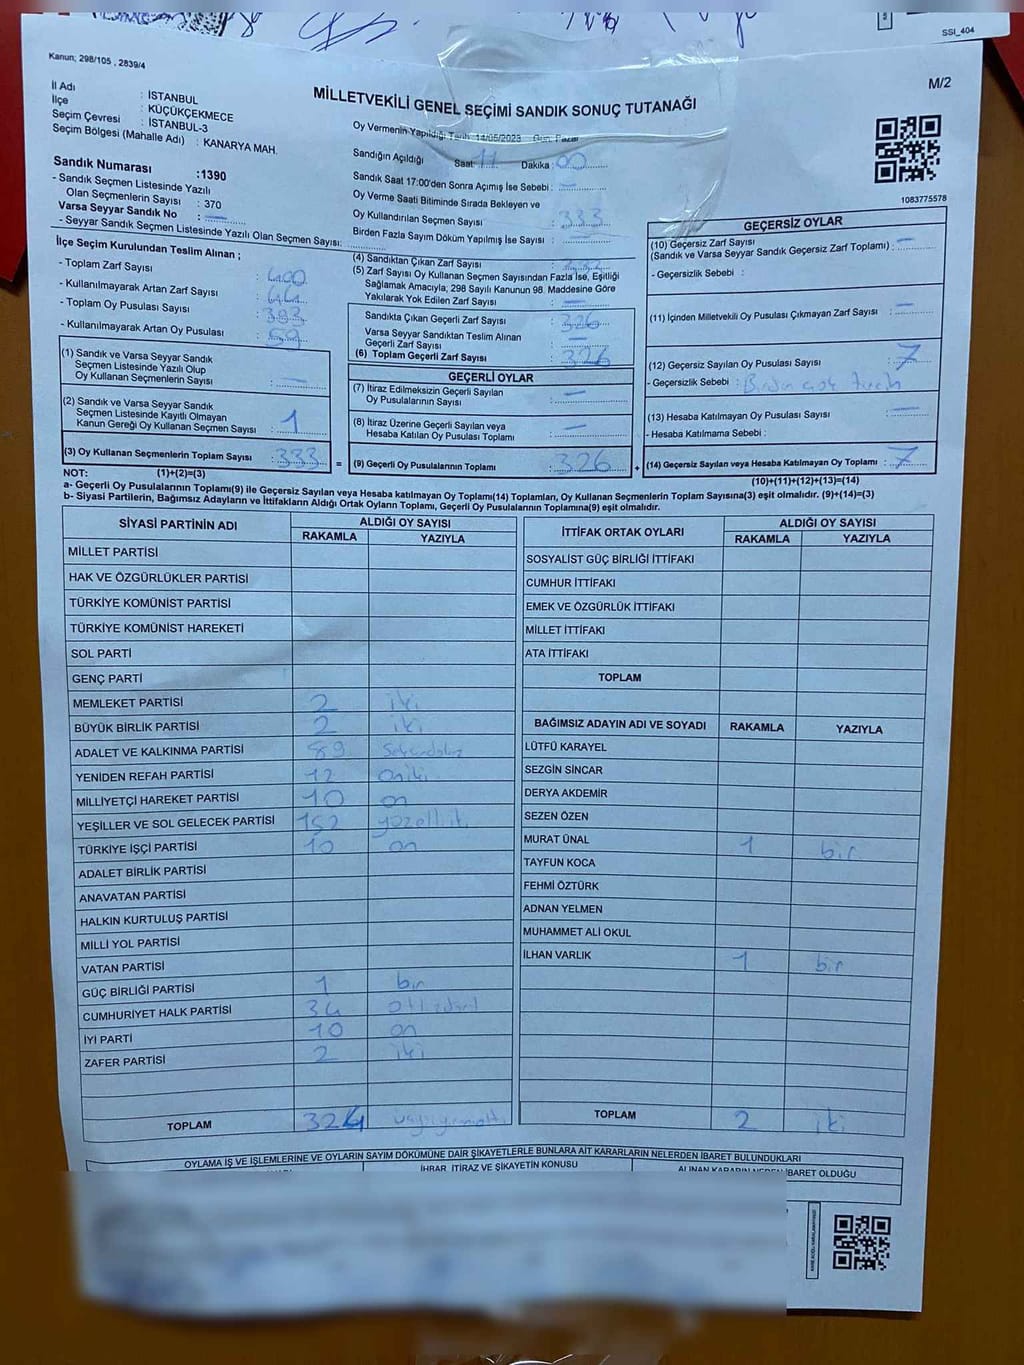 SSI_404
Kanun; 298/105 , 2839/4
M/2
MİLLETVEKİLİ GENEL SEÇİMİ SANDIK SONUÇ TUTANAĞI
İl Adı : İSTANBUL
İlçe : KÜÇÜKÇEKMECE
Seçim Çevresi : İSTANBUL-3
Seçim Bölgesi (Mahalle Adı) : KANARYA MAH.
Sandık Numarası :1390
- Sandık Seçmen Listesinde Yazılı
Olan Seçmenlerin Sayısı : 370
Varsa Seyyar Sandık No : —
- Seyyar Sandık Seçmen Listesinde Yazılı Olan Seçmen Sayısı:
İlçe Seçim Kurulundan Teslim Alınan ;
- Toplam Zarf Sayısı : 400
- Kullanılmayarak Artan Zarf Sayısı :
- Toplam Oy Pusulası Sayısı : 393
- Kullanılmayarak Artan Oy Pusulası :
(1) Sandık ve Varsa Seyyar Sandık
Seçmen Listesinde Yazılı Olup
Oy Kullanan Seçmenlerin Sayısı : —
(2) Sandık ve Varsa Seyyar Sandık
Seçmen Listesinde Kayıtlı Olmayan
Kanun Gereği Oy Kullanan Seçmen Sayısı : 1
(3) Oy Kullanan Seçmenlerin Toplam Sayısı : 333 =
Oy Vermenin Yapıldığı Tarih: 14/05/2023 Gün: Pazar
Sandığın Açıldığı Saat: Dakika : 00
Sandık Saat 17:00'den Sonra Açımış İse Sebebi : —
Oy Verme Saati Bitiminde Sırada Bekleyen ve
Oy Kullandırılan Seçmen Sayısı : 333
Birden Fazla Sayım Döküm Yapılmış İse Sayısı : —
(4) Sandıktan Çıkan Zarf Sayısı :
(5) Zarf Sayısı Oy Kullanan Seçmen Sayısından Fazla İse, Eşitliği
Sağlamak Amacıyla; 298 Sayılı Kanunun 98. Maddesine Göre
Yakılarak Yok Edilen Zarf Sayısı : —
Sandıkta Çıkan Geçerli Zarf Sayısı : 326
Varsa Seyyar Sandıktan Teslim Alınan
Geçerli Zarf Sayısı : —
(6) Toplam Geçerli Zarf Sayısı : 326
GEÇERLİ OYLAR
(7) İtiraz Edilmeksizin Geçerli Sayılan
Oy Pusulalarının Sayısı : —
(8) İtiraz Üzerine Geçerli Sayılan veya
Hesaba Katılan Oy Pusulası Toplamı : —
(9) Geçerli Oy Pusulalarının Toplamı : 326 +
1083775578
GEÇERSİZ OYLAR
(10) Geçersiz Zarf Sayısı
(Sandık ve Varsa Seyyar Sandık Geçersiz Zarf Toplamı) : —
- Geçersizlik Sebebi :
(11) İçinden Milletvekili Oy Pusulası Çıkmayan Zarf Sayısı : —
(12) Geçersiz Sayılan Oy Pusulası Sayısı : 7
- Geçersizlik Sebebi :
(13) Hesaba Katılmayan Oy Pusulası Sayısı : —
- Hesaba Katılmama Sebebi :
(14) Geçersiz Sayılan veya Hesaba Katılmayan Oy Toplamı : 7
NOT: (1)+(2)=(3)
(10)+(11)+(12)+(13)=(14)
a- Geçerli Oy Pusulalarının Toplamı(9) ile Geçersiz Sayılan veya Hesaba katılmayan Oy Toplamı(14) Toplamları, Oy Kullanan Seçmenlerin Toplam Sayısına(3) eşit olmalıdır. (9)+(14)=(3)
b- Siyasi Partilerin, Bağımsız Adayların ve İttifakların Aldığı Ortak Oyların Toplamı, Geçerli Oy Pusulalarının Toplamına(9) eşit olmalıdır.
SİYASİ PARTİNİN ADI ALDIĞI OY SAYISI
RAKAMLA YAZIYLA
MİLLET PARTİSİ
HAK VE ÖZGÜRLÜKLER PARTİSİ
TÜRKİYE KOMÜNİST PARTİSİ
TÜRKİYE KOMÜNİST HAREKETİ
SOL PARTİ
GENÇ PARTİ
MEMLEKET PARTİSİ 2 iki
BÜYÜK BİRLİK PARTİSİ 2 iki
ADALET VE KALKINMA PARTİSİ 89
YENİDEN REFAH PARTİSİ 12 oniki
MİLLİYETÇİ HAREKET PARTİSİ 10 on
YEŞİLLER VE SOL GELECEK PARTİSİ 152 yüzelliiki
TÜRKİYE İŞÇİ PARTİSİ 10 on
ADALET BİRLİK PARTİSİ
ANAVATAN PARTİSİ
HALKIN KURTULUŞ PARTİSİ
MİLLİ YOL PARTİSİ
VATAN PARTİSİ
GÜÇ BİRLİĞİ PARTİSİ 1 bir
CUMHURİYET HALK PARTİSİ 34 otuzdört
İYİ PARTİ 10 on
ZAFER PARTİSİ 2 iki
TOPLAM 324
İTTİFAK ORTAK OYLARI ALDIĞI OY SAYISI
RAKAMLA YAZIYLA
SOSYALİST GÜÇ BİRLİĞİ İTTİFAKI
CUMHUR İTTİFAKI
EMEK VE ÖZGÜRLÜK İTTİFAKI
MİLLET İTTİFAKI
ATA İTTİFAKI
TOPLAM
BAĞIMSIZ ADAYIN ADI VE SOYADI RAKAMLA YAZIYLA
LÜTFÜ KARAYEL
SEZGİN SİNCAR
DERYA AKDEMİR
SEZEN ÖZEN
MURAT ÜNAL 1 bir
TAYFUN KOCA
FEHMİ ÖZTÜRK
ADNAN YELMEN
MUHAMMET ALİ OKUL
İLHAN VARLIK 1 bir
TOPLAM 2 iki
OYLAMA İŞ VE İŞLEMLERİNE VE OYLARIN SAYIM DÖKÜMÜNE DAİR ŞİKAYETLERLE BUNLARA AİT KARARLARIN NELERDEN İBARET BULUNDUKLARI
İHBAR, İTİRAZ VE ŞİKAYETİN KONUSU
ALINAN KARARIN NEDEN İBARET OLDUĞU